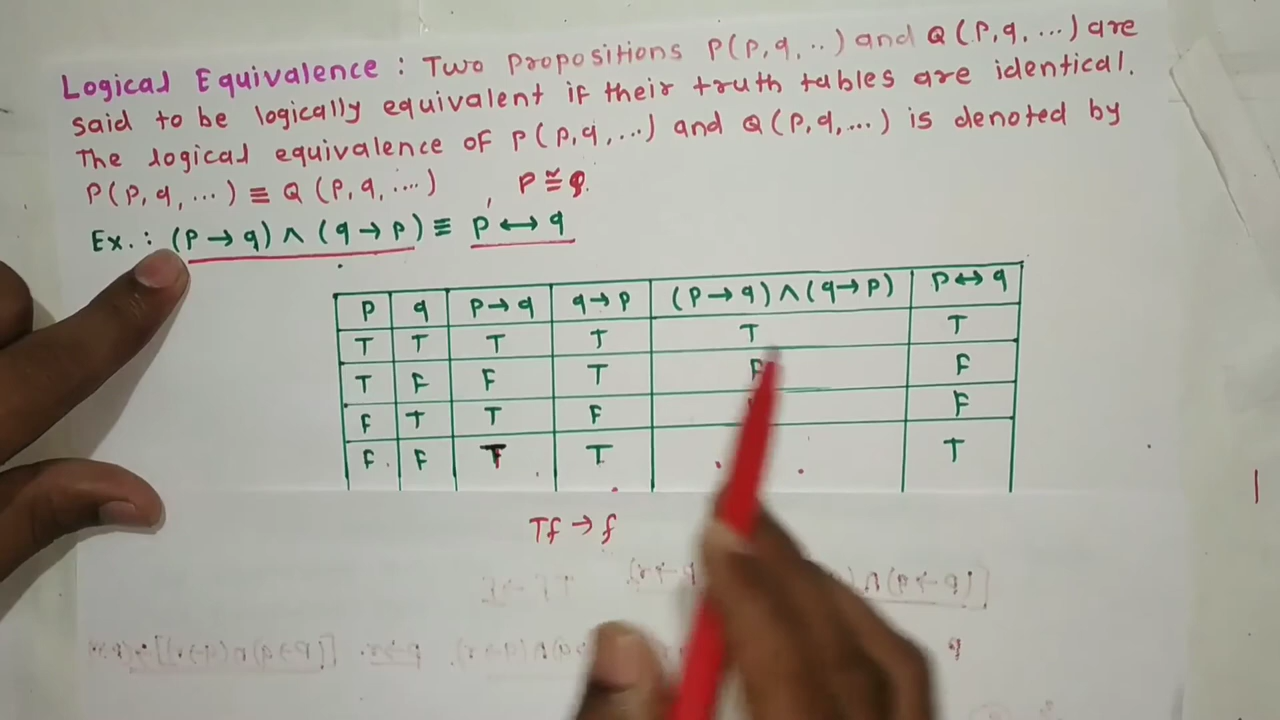 Logical Equivalence : Two propositions P(p,q,..) and Q(p,q,...) are
said to be logically equivalent if their truth tables are identical.
The logical equivalence of P(p,q,...) and Q(p,q,...) is denoted by
P(p,q,...) ≡ Q(p,q,....) , P ≅ Q.
Ex.: (p→q) ∧ (q→p) ≡ p ↔ q
p q p→q q→p (p→q)∧(q→p) p↔q
T T T T T T
T F F T F F
F T T F F
F F T T T
Tf → f